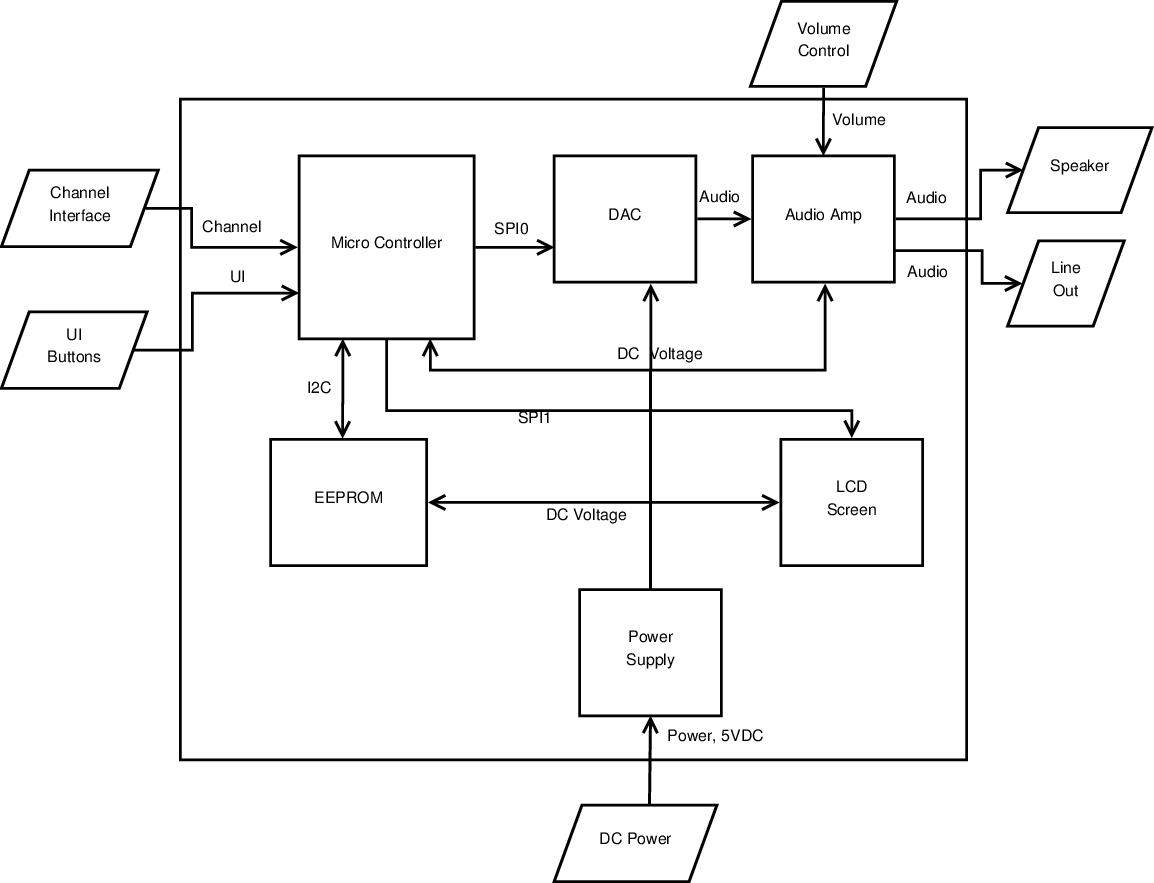 Volume
Control
Volume
Channel
Interface
Channel
UI
UI
Buttons
Micro Controller
SPI0
DAC
Audio
Audio Amp
Audio
Audio
Speaker
Line
Out
DC Voltage
I2C
SPI1
EEPROM
DC Voltage
LCD
Screen
Power
Supply
Power, 5VDC
DC Power